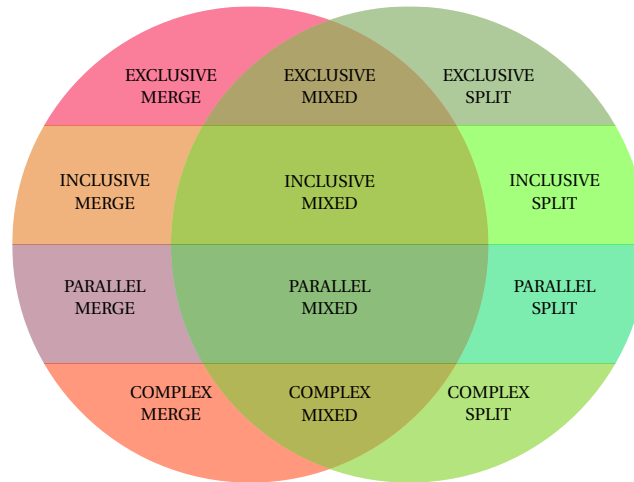 EXCLUSIVE
MERGE
EXCLUSIVE
MIXED
EXCLUSIVE
SPLIT
INCLUSIVE
MERGE
INCLUSIVE
MIXED
INCLUSIVE
SPLIT
PARALLEL
MERGE
PARALLEL
MIXED
PARALLEL
SPLIT
COMPLEX
MERGE
COMPLEX
MIXED
COMPLEX
SPLIT